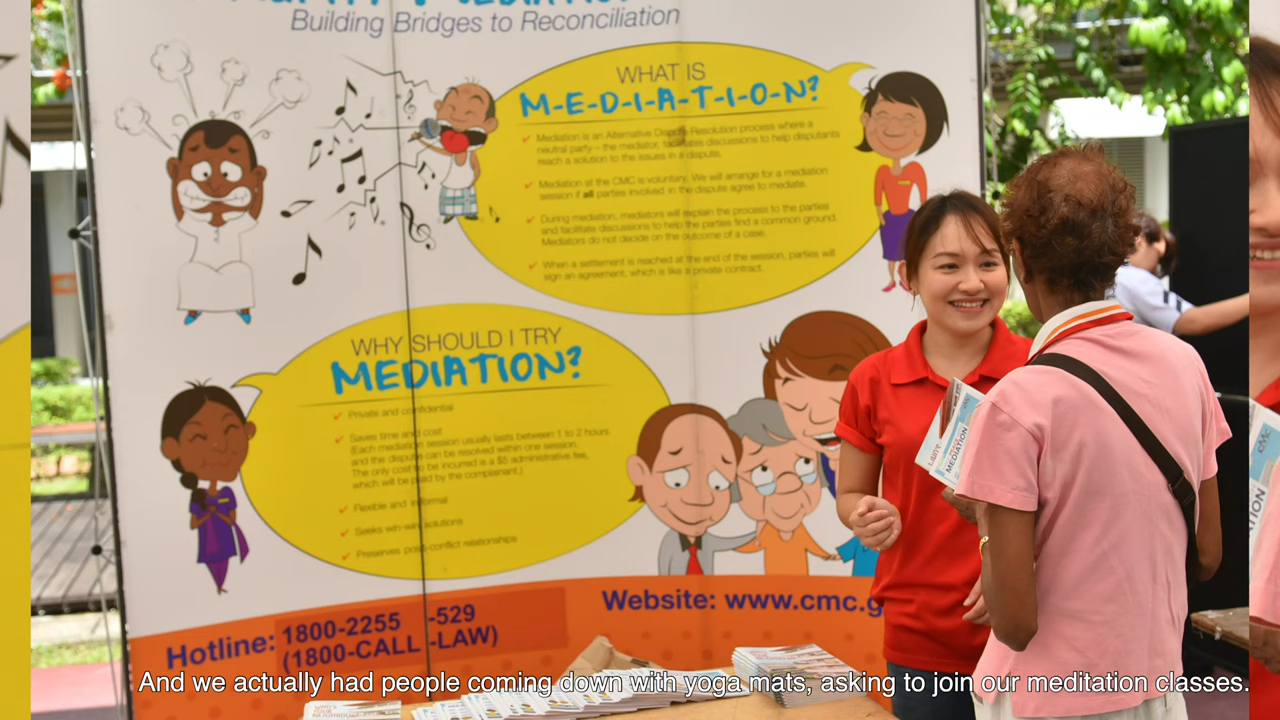 Building Bridges to Reconciliation
WHAT IS
M-E-D-I-A-T-I-O-N?
Mediation is an Alternative Dispute Resolution process where a
neutral party – the mediator, facilitates discussions to help disputants
reach a solution to the issues in a dispute.
Mediation at the CMC is voluntary. We will arrange for a mediation
session if all parties involved in the dispute agree to mediate.
During mediation, mediators will explain the process to the parties
and facilitate discussions to help the parties find a common ground.
Mediators do not decide on the outcome of a case.
When a settlement is reached at the end of the session, parties will
sign an agreement, which is like a private contract.
WHY SHOULD I TRY
MEDIATION?
Private and confidential
Saves time and cost
(Each mediation session usually lasts between 1 to 2 hours
and the dispute can be resolved within one session.
The only cost to be incurred is a $5 administrative fee,
which will be paid by the complainant.)
Flexible and informal
Seeks win-win solutions
Preserves post-conflict relationships
MEDIATION
Hotline: 1800-2255 -529
(1800-CALL -LAW)
Website: www.cmc.g
And we actually had people coming down with yoga mats, asking to join our meditation classes.